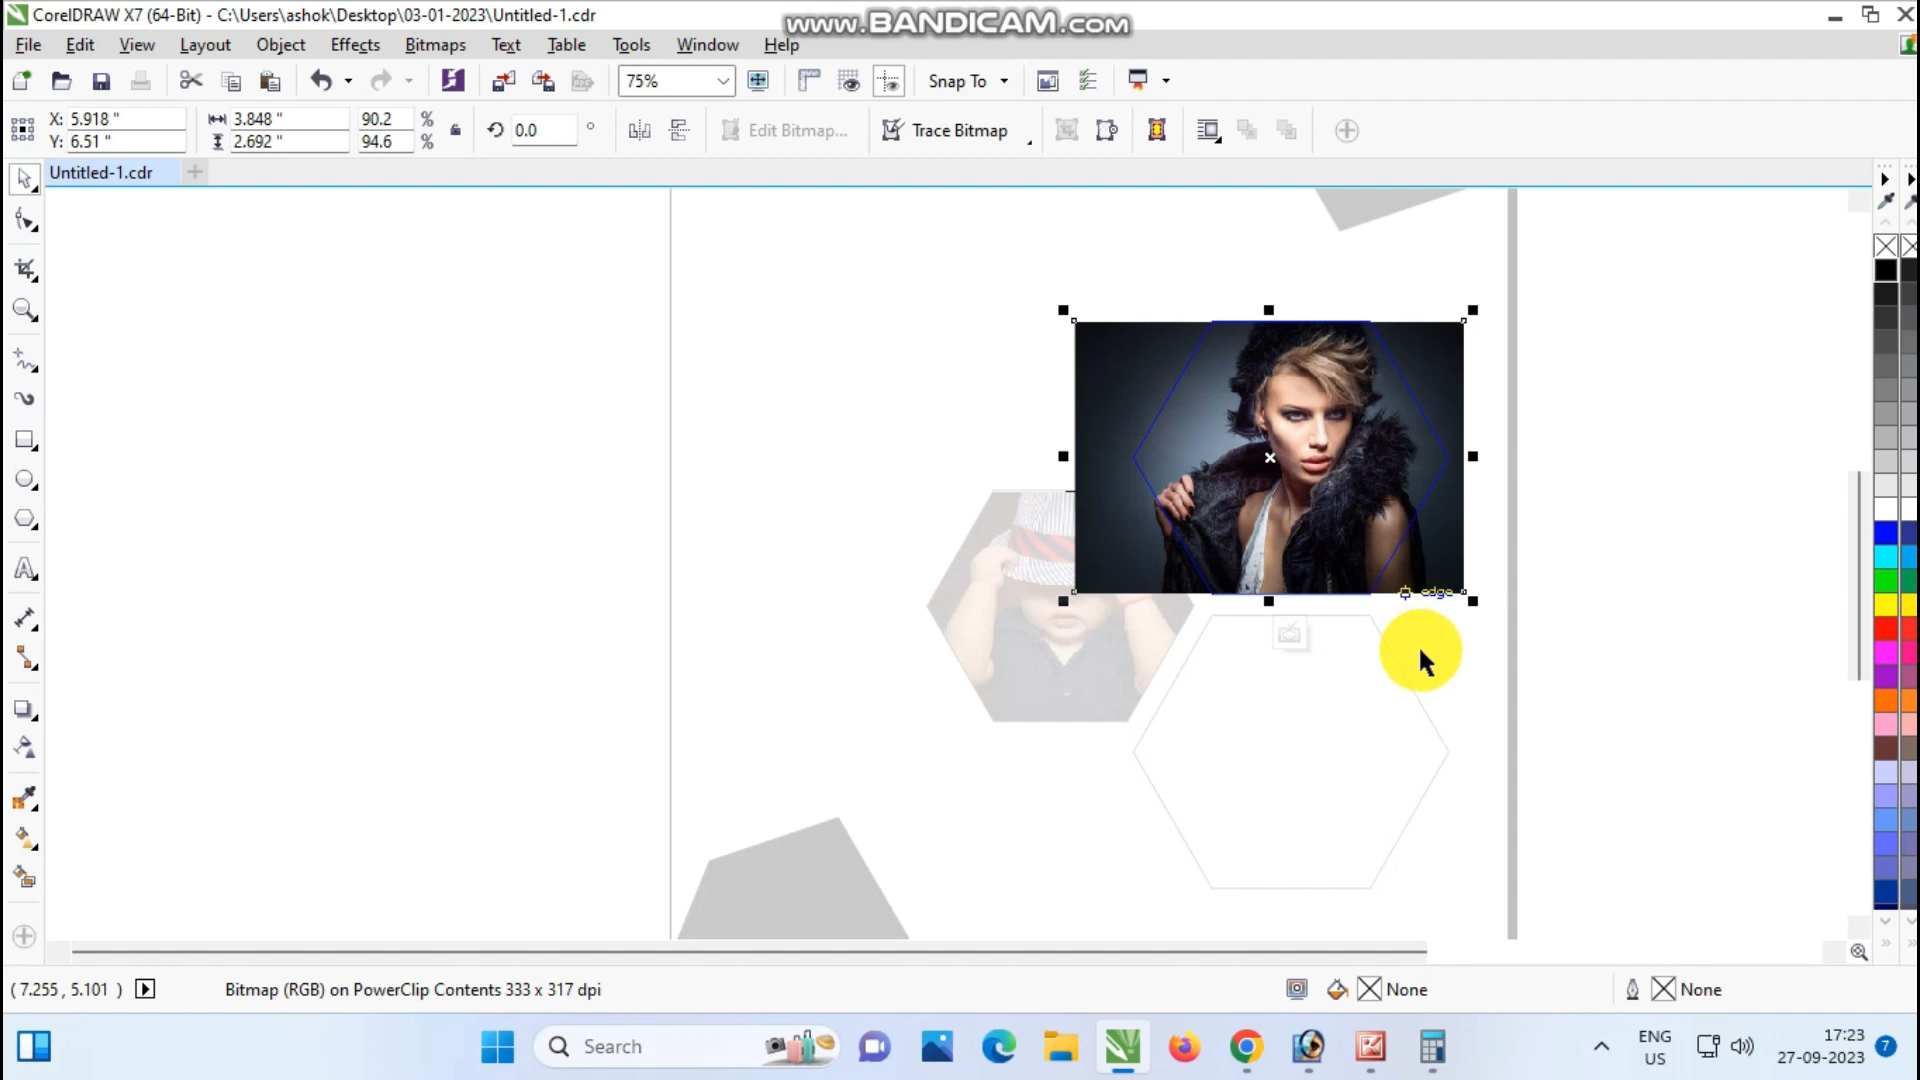 CorelDRAW X7 (64-Bit) - C:\Users\ashok\Desktop\03-01-2023\Untitled-1.cdr
www.BANDICAM.com
File Edit View Layout Object Effects Bitmaps Text Table Tools Window Help
75% Snap To
X: 5.918 " 3.848 " 90.2 %
Y: 6.51 " 2.692 " 94.6 %
0.0 ° Edit Bitmap... Trace Bitmap
Untitled-1.cdr
edge
( 7.255 , 5.101 ) Bitmap (RGB) on PowerClip Contents 333 x 317 dpi None None
Search
ENG
US
17:23
27-09-2023
7